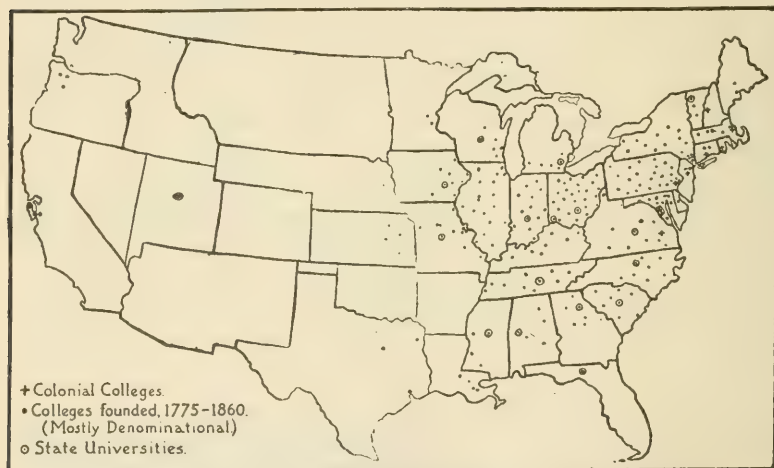 + Colonial Colleges.
• Colleges founded, 1775-1860.
(Mostly Denominational.)
⊙ State Universities.